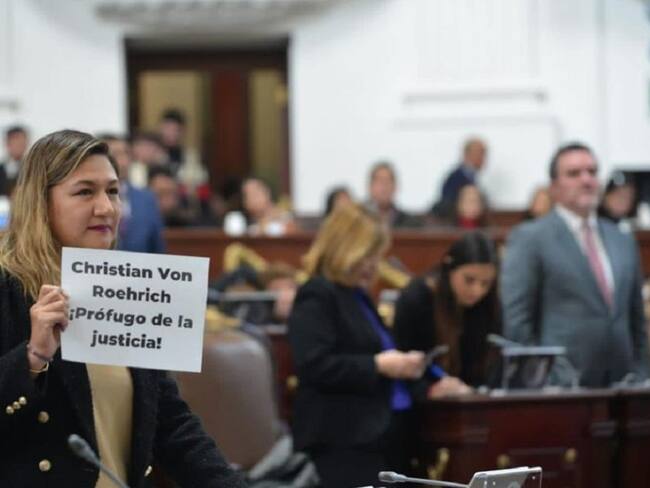 Christian Von
Roehrich
¡Prófugo de la
justicia!